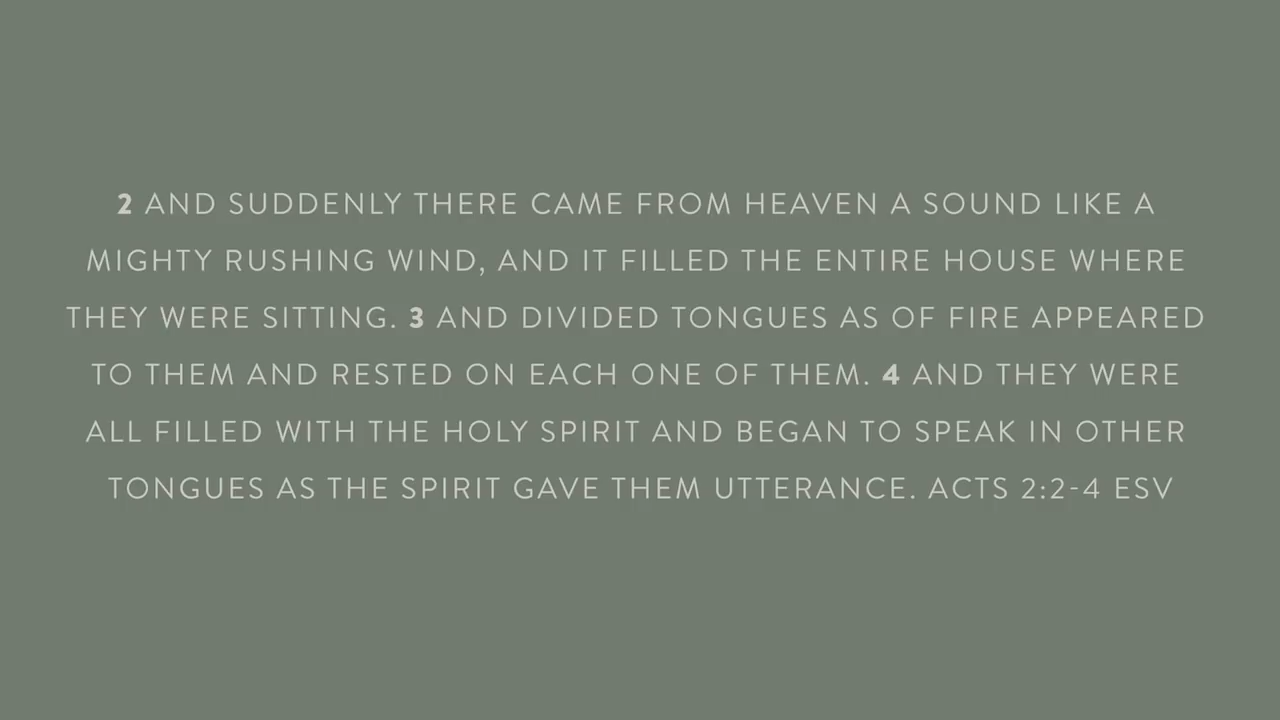 2 AND SUDDENLY THERE CAME FROM HEAVEN A SOUND LIKE A
MIGHTY RUSHING WIND, AND IT FILLED THE ENTIRE HOUSE WHERE
THEY WERE SITTING. 3 AND DIVIDED TONGUES AS OF FIRE APPEARED
TO THEM AND RESTED ON EACH ONE OF THEM. 4 AND THEY WERE
ALL FILLED WITH THE HOLY SPIRIT AND BEGAN TO SPEAK IN OTHER
TONGUES AS THE SPIRIT GAVE THEM UTTERANCE. ACTS 2:2-4 ESV